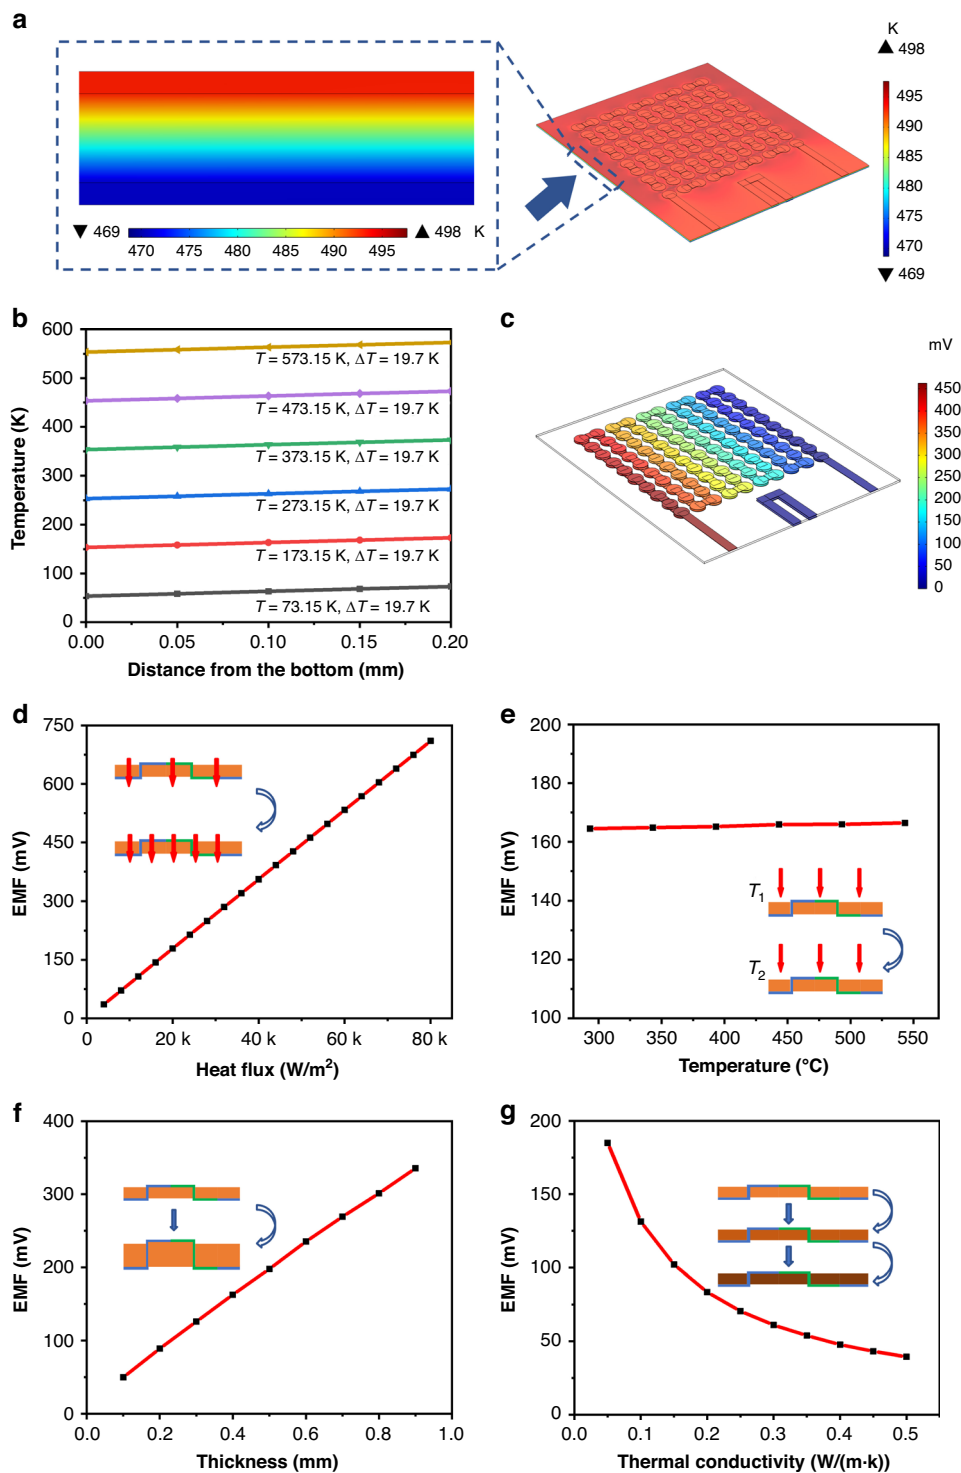 a
K
498
495
490
485
480
475
470
469
469
498 K
470 475 480 485 490 495
b
600
500
400
300
200
100
0
Temperature (K)
T = 573.15 K, ΔT = 19.7 K
T = 473.15 K, ΔT = 19.7 K
T = 373.15 K, ΔT = 19.7 K
T = 273.15 K, ΔT = 19.7 K
T = 173.15 K, ΔT = 19.7 K
T = 73.15 K, ΔT = 19.7 K
0.00 0.05 0.10 0.15 0.20
Distance from the bottom (mm)
c
mV
450
400
350
300
250
200
150
100
50
0
d
750
600
450
300
150
0
EMF (mV)
0 20 k 40 k 60 k 80 k
Heat flux (W/m²)
e
200
180
160
140
120
100
EMF (mV)
T₁
T₂
300 350 400 450 500 550
Temperature (°C)
f
400
300
200
100
0
EMF (mV)
0.0 0.2 0.4 0.6 0.8 1.0
Thickness (mm)
g
200
150
100
50
0
EMF (mV)
0.0 0.1 0.2 0.3 0.4 0.5
Thermal conductivity (W/(m·k))